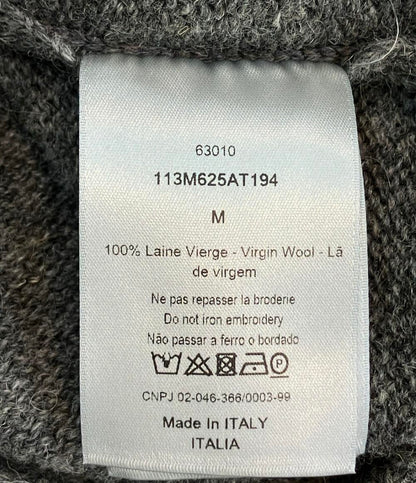 63010
113M625AT194
M
100% Laine Vierge - Virgin Wool - Lã
de virgem
Ne pas repasser la broderie
Do not iron embroidery
Não passar a ferro o bordado
P
CNPJ 02-046-366/0003-99
Made In ITALY
ITALIA